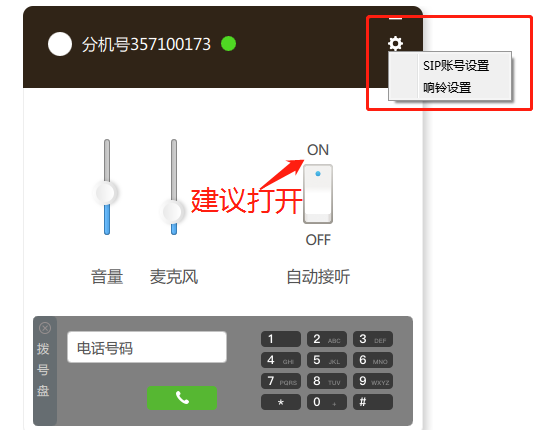 分机号357100173
SIP账号设置
响铃设置
ON
建议打开
OFF
音量 麦克风 自动接听
拨号盘
电话号码
1 2 ABC 3 DEF
4 GHI 5 JKL 6 MNO
7 PQRS 8 TUV 9 WXYZ
* 0 + #